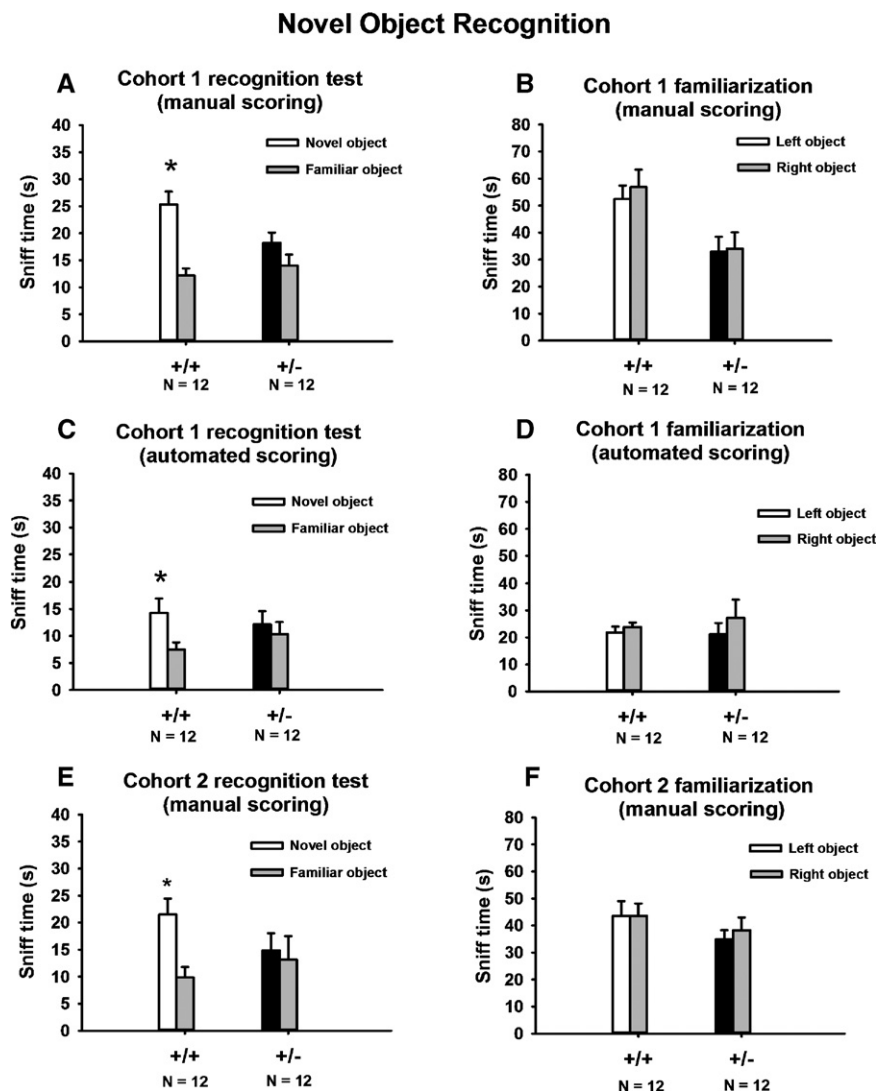 Novel Object Recognition
A
Cohort 1 recognition test
(manual scoring)
Sniff time (s)
40
35
30
25
20
15
10
5
0
Novel object
Familiar object
*
+/+
N = 12
+/-
N = 12
B
Cohort 1 familiarization
(manual scoring)
Sniff time (s)
80
70
60
50
40
30
20
10
0
Left object
Right object
+/+
N = 12
+/-
N = 12
C
Cohort 1 recognition test
(automated scoring)
Sniff time (s)
40
35
30
25
20
15
10
5
0
Novel object
Familiar object
*
+/+
N = 12
+/-
N = 12
D
Cohort 1 familiarization
(automated scoring)
Sniff time (s)
80
70
60
50
40
30
20
10
0
Left object
Right object
+/+
N = 12
+/-
N = 12
E
Cohort 2 recognition test
(manual scoring)
Sniff time (s)
40
35
30
25
20
15
10
5
0
Novel object
Familiar object
*
+/+
N = 12
+/-
N = 12
F
Cohort 2 familiarization
(manual scoring)
Sniff time (s)
80
70
60
50
40
30
20
10
0
Left object
Right object
+/+
N = 12
+/-
N = 12